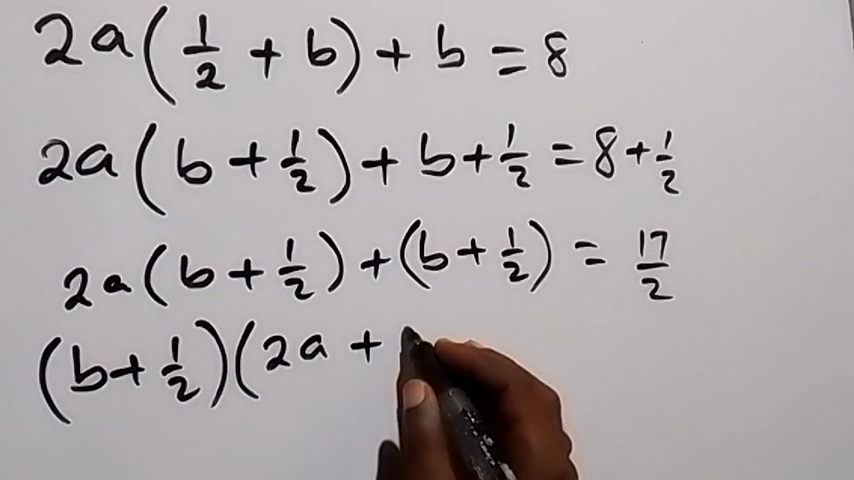 2a(1/2 + b) + b = 8
2a(b + 1/2) + b + 1/2 = 8 + 1/2
2a(b + 1/2) + (b + 1/2) = 17/2
(b + 1/2)(2a +